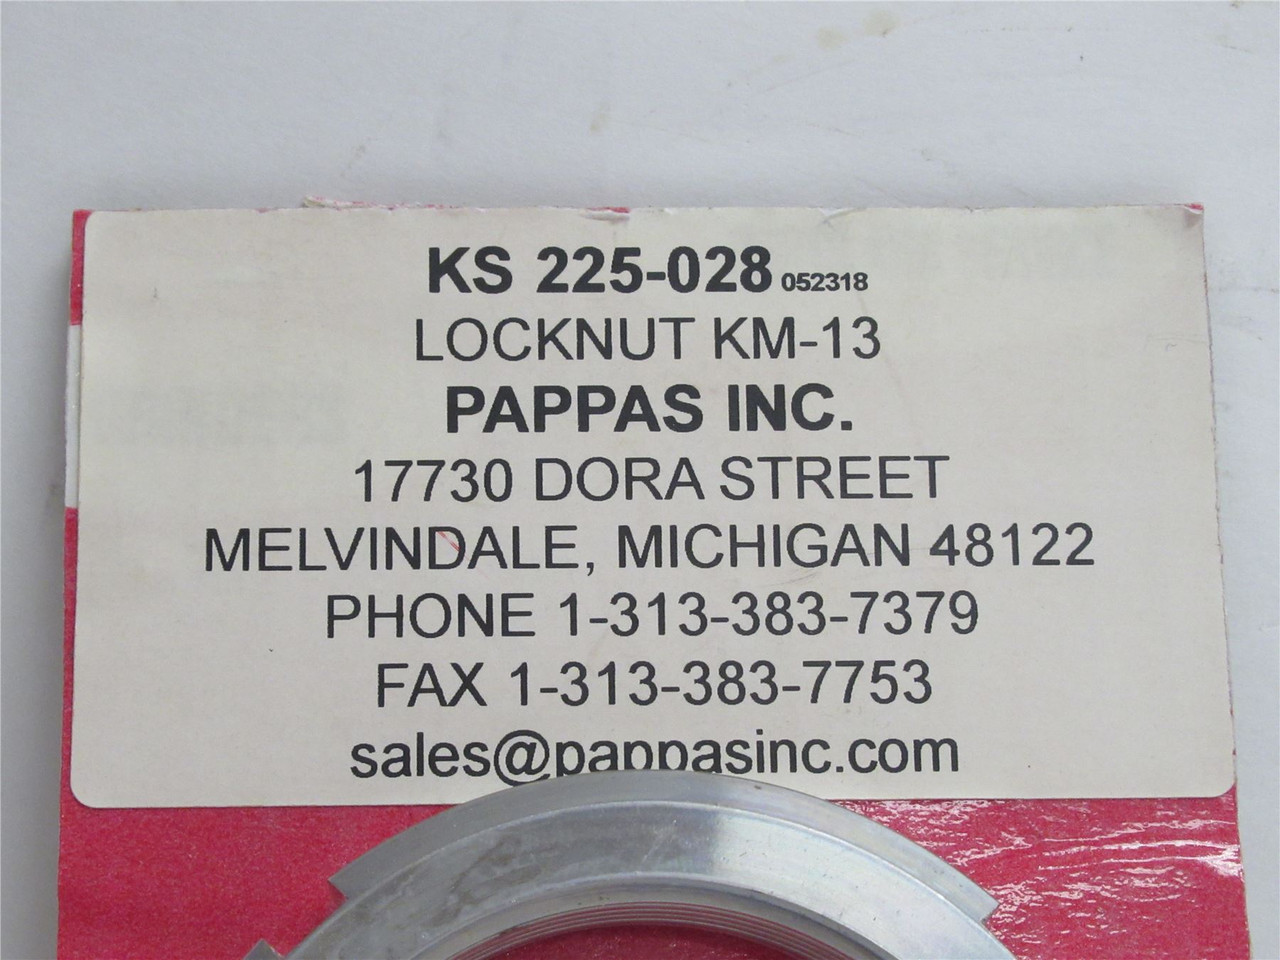 KS 225-028 052318
LOCKNUT KM-13
PAPPAS INC.
17730 DORA STREET
MELVINDALE, MICHIGAN 48122
PHONE 1-313-383-7379
FAX 1-313-383-7753
sales@pappasinc.com